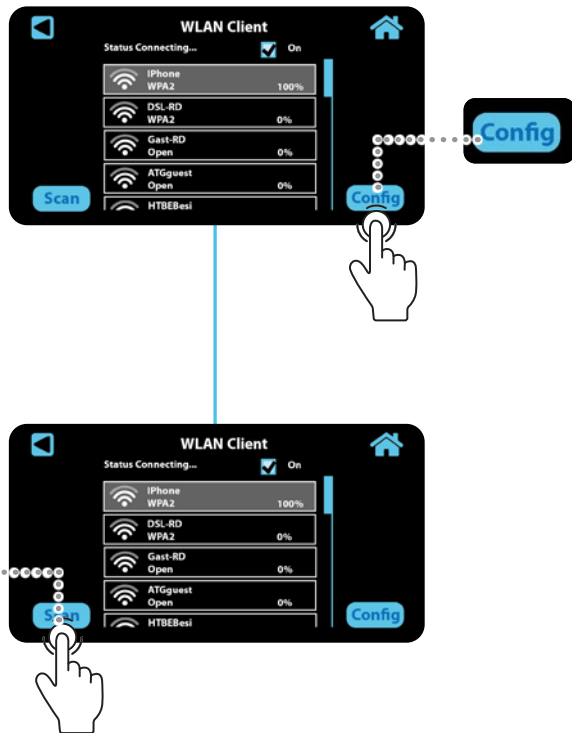 WLAN Client
Status Connecting... On
IPhone
WPA2 100%
DSL-RD
WPA2 0%
Gast-RD
Open 0%
ATGguest
Open 0%
HTBEBesi
Scan
Config
Config
WLAN Client
Status Connecting... On
IPhone
WPA2 100%
DSL-RD
WPA2 0%
Gast-RD
Open 0%
ATGguest
Open 0%
HTBEBesi
Scan
Config